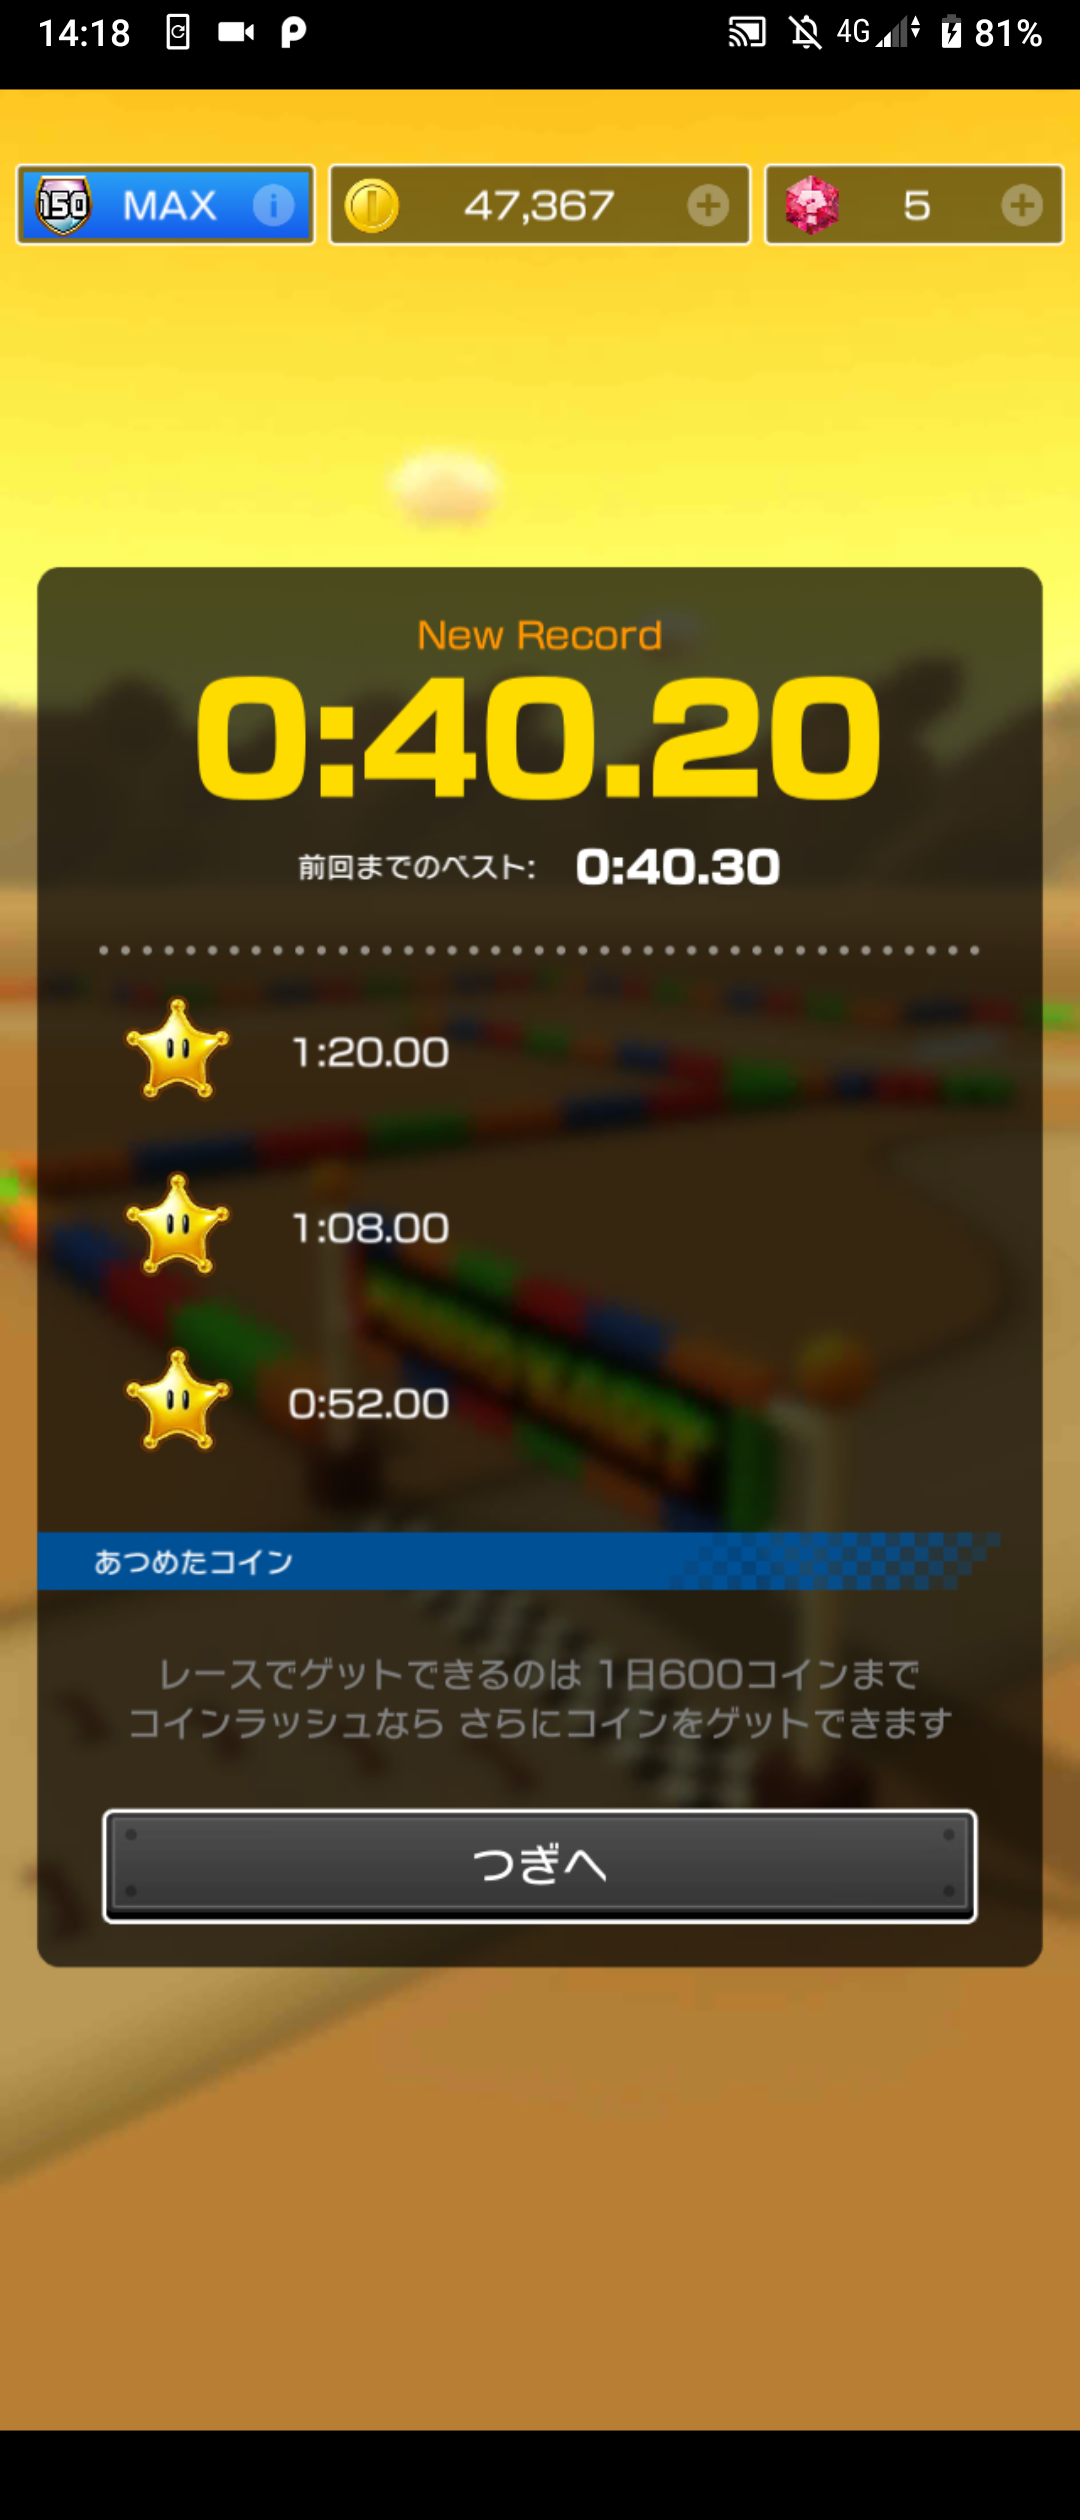 14:18 4G 81%
150 MAX 47,367 5
New Record
0:40.20
前回までのベスト: 0:40.30
1:20.00
1:08.00
0:52.00
あつめたコイン
レースでゲットできるのは 1日600コインまで
コインラッシュなら さらにコインをゲットできます
つぎへ